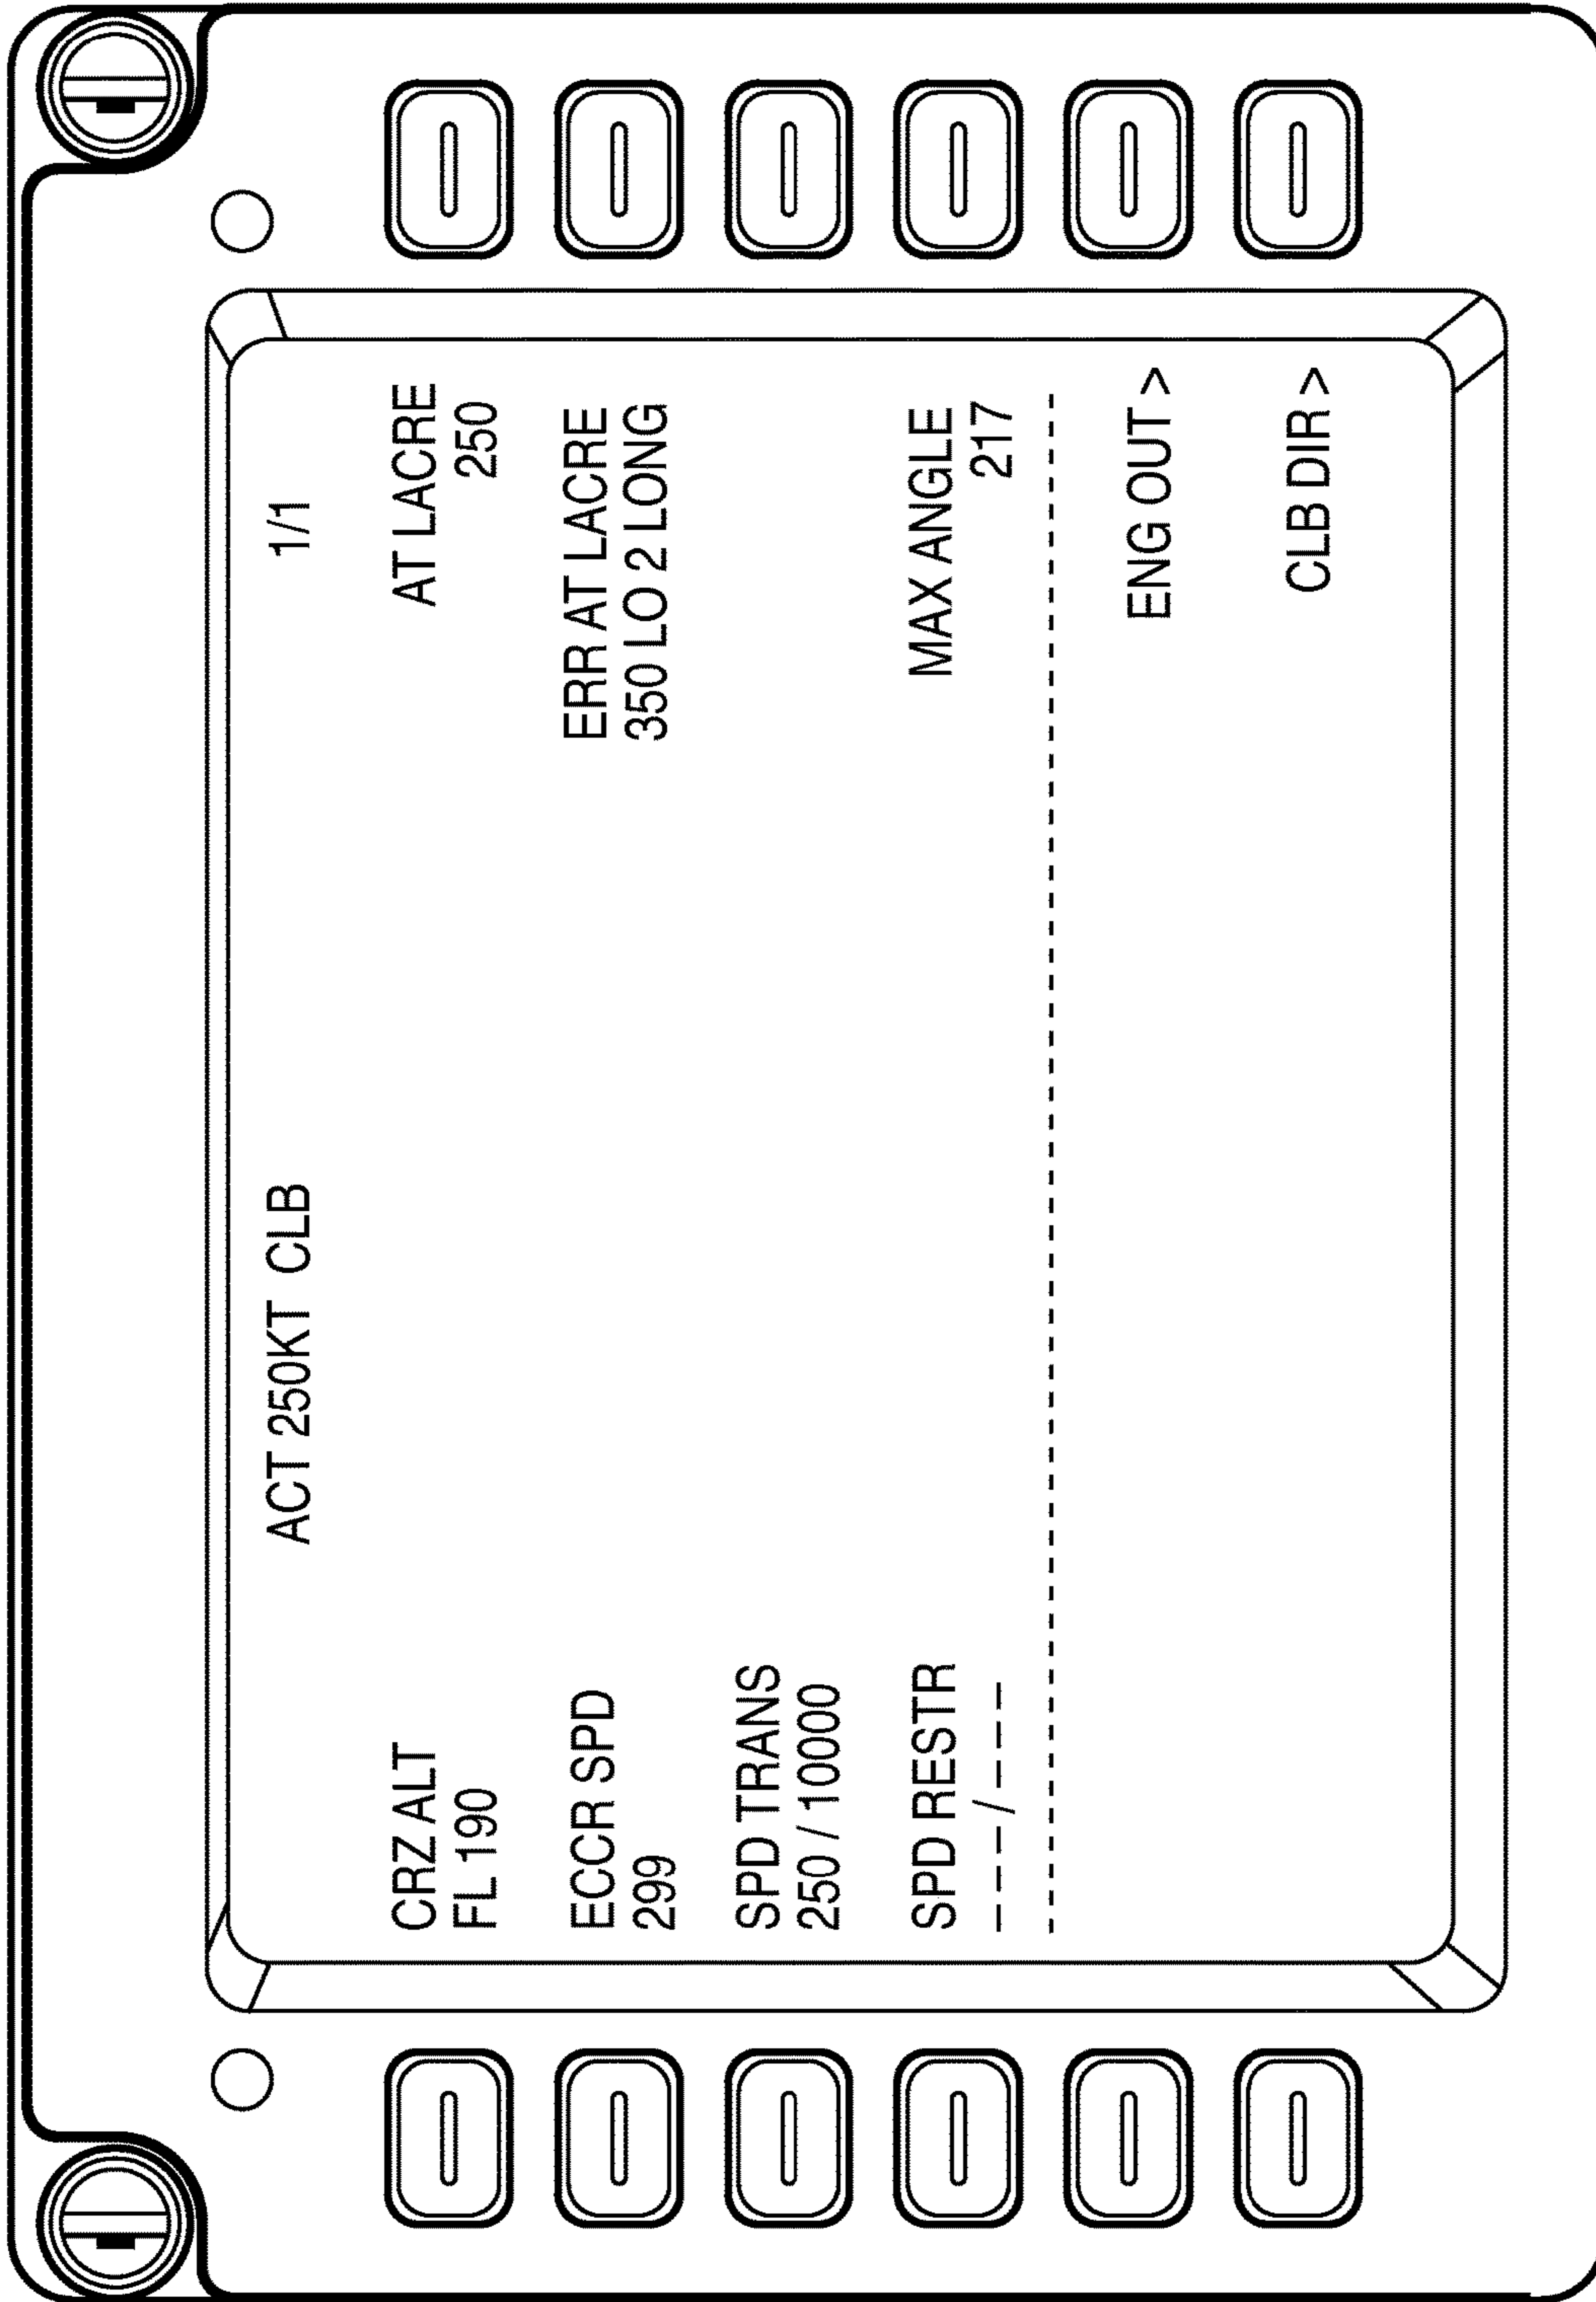 ACT 250KT CLB 1/1
CRZ ALT AT LACRE
FL 190 250
ECCR SPD ERR AT LACRE
299 350 LO 2 LONG
SPD TRANS
250 / 10000
SPD RESTR MAX ANGLE
– – – / – – – 217
ENG OUT >
CLB DIR >